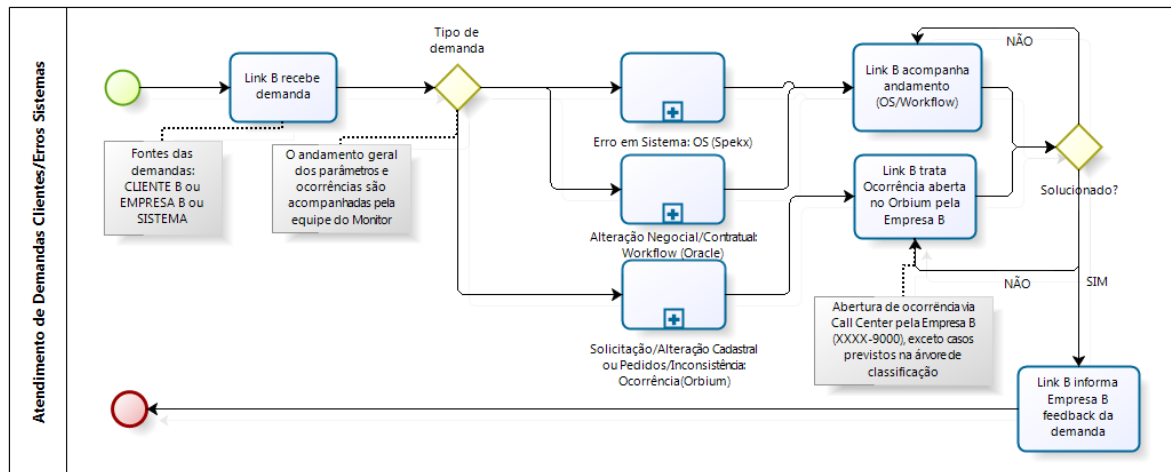 Atendimento de Demandas Clientes/Erros Sistemas
Link B recebe
demanda
Fontes das
demandas:
CLIENTE B ou
EMPRESA B ou
SISTEMA
Tipo de
demanda
O andamento geral
dos parâmetros e
ocorrências são
acompanhadas pela
equipe do Monitor
Erro em Sistema: OS (Spekx)
Alteração Negocial/Contratual:
Workflow (Oracle)
Solicitação/Alteração Cadastral
ou Pedidos/Inconsistência:
Ocorrência(Orbium)
Link B acompanha
andamento
(OS/Workflow)
Link B trata
Ocorrência aberta
no Orbium pela
Empresa B
Abertura de ocorrência via
Call Center pela Empresa B
(XXXX-9000), exceto casos
previstos na árvore de
classificação
NÃO
Solucionado?
NÃO
SIM
Link B informa
Empresa B
feedback da
demanda